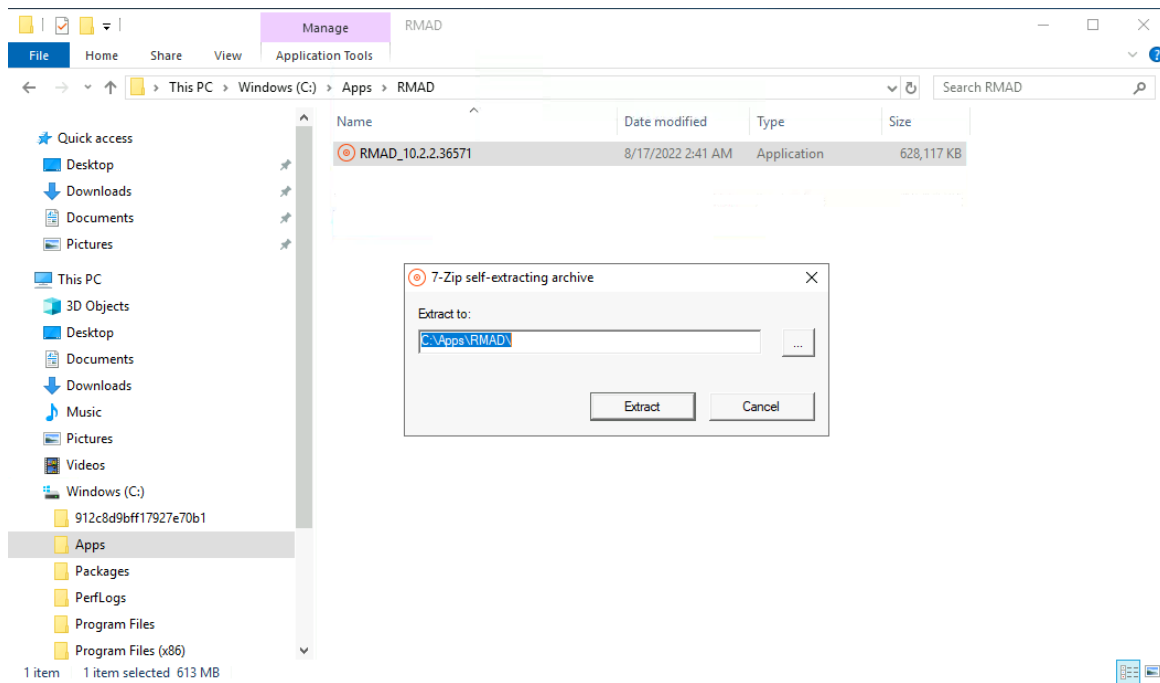 Manage RMAD
File Home Share View Application Tools
This PC > Windows (C:) > Apps > RMAD Search RMAD
Name Date modified Type Size
RMAD_10.2.2.36571 8/17/2022 2:41 AM Application 628,117 KB
Quick access
Desktop
Downloads
Documents
Pictures
This PC
3D Objects
Desktop
Documents
Downloads
Music
Pictures
Videos
Windows (C:)
912c8d9bff17927e70b1
Apps
Packages
PerfLogs
Program Files
Program Files (x86)
7-Zip self-extracting archive
Extract to:
C:\Apps\RMAD\ ...
Extract Cancel
1 item 1 item selected 613 MB